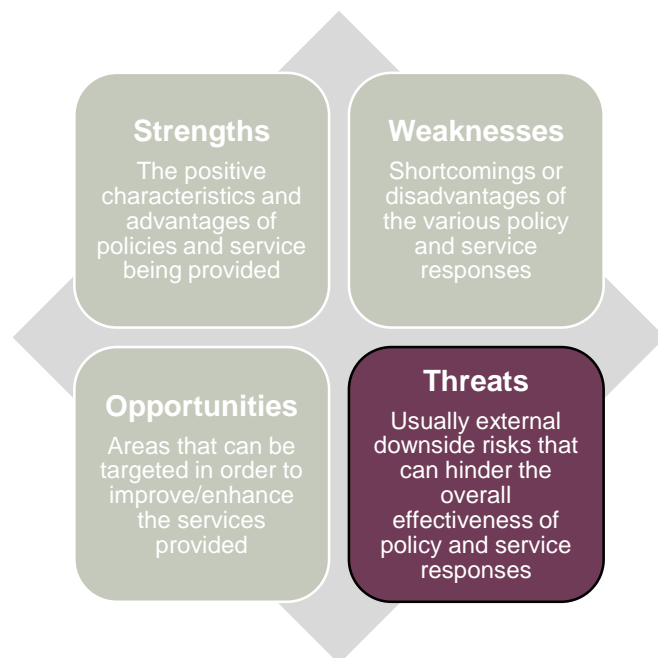 Strengths
The positive
characteristics and
advantages of
policies and service
being provided
Weaknesses
Shortcomings or
disadvantages of
the various policy
and service
responses
Opportunities
Areas that can be
targeted in order to
improve/enhance
the services
provided
Threats
Usually external
downside risks that
can hinder the
overall
effectiveness of
policy and service
responses